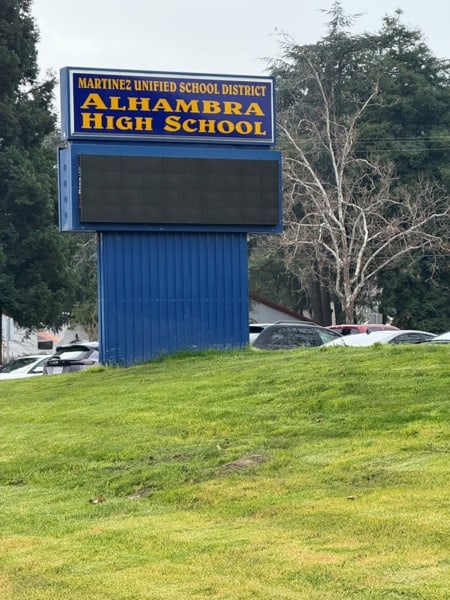 MARTINEZ UNIFIED SCHOOL DISTRICT
ALHAMBRA
HIGH SCHOOL